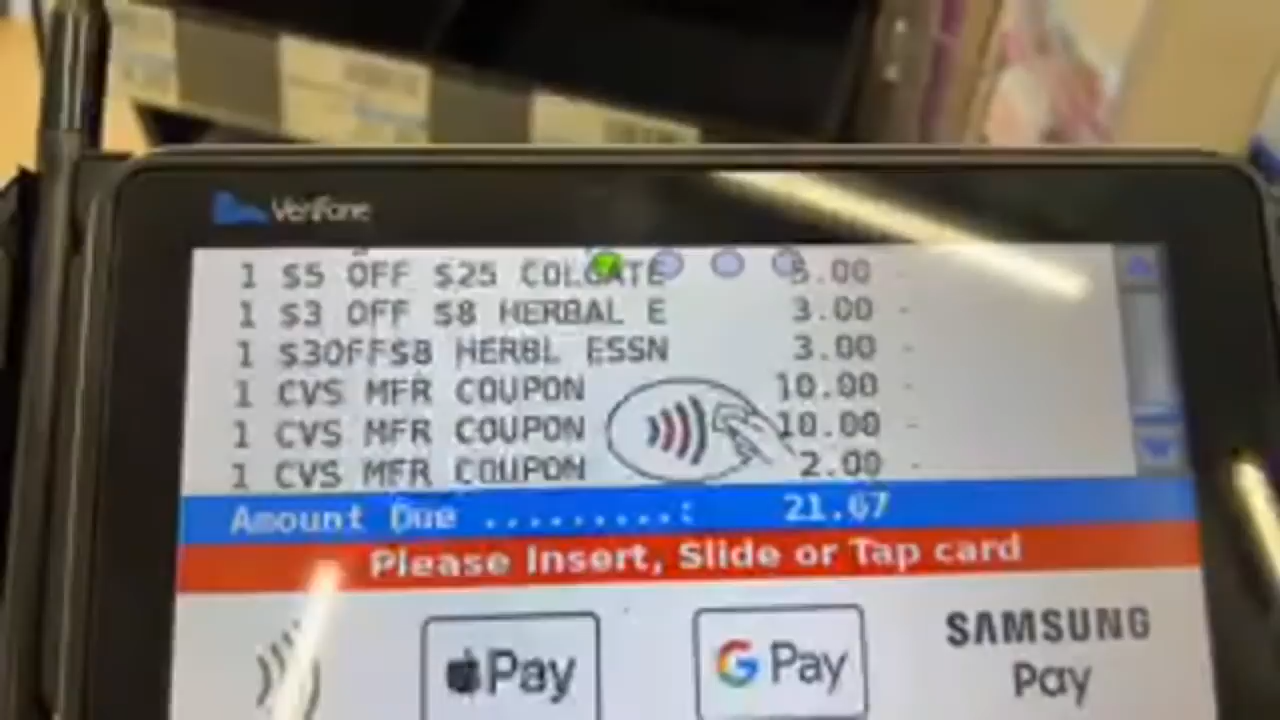 Verifone
1 $5 OFF $25 COLGATE 5.00 -
1 $3 OFF $8 HERBAL E 3.00 -
1 $3OFF$8 HERBL ESSN 3.00 -
1 CVS MFR COUPON 10.00 -
1 CVS MFR COUPON 10.00 -
1 CVS MFR COUPON 2.00 -
Amount Due .........: 21.67
Please Insert, Slide or Tap card
Pay
G Pay
SAMSUNG
Pay